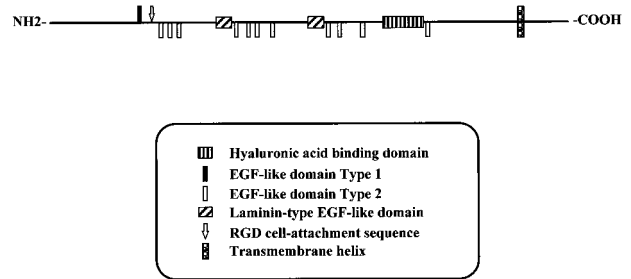 NH2- -COOH
Hyaluronic acid binding domain
EGF-like domain Type 1
EGF-like domain Type 2
Laminin-type EGF-like domain
RGD cell-attachment sequence
Transmembrane helix